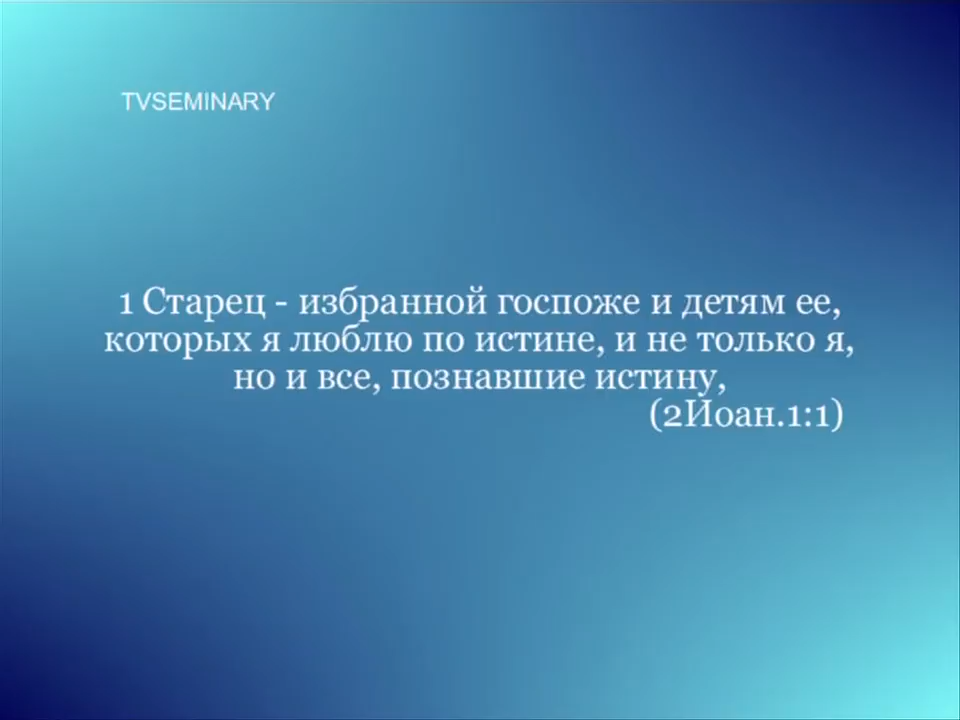 TVSEMINARY
1 Старец - избранной госпоже и детям ее,
которых я люблю по истине, и не только я,
но и все, познавшие истину,
(2Иоан.1:1)